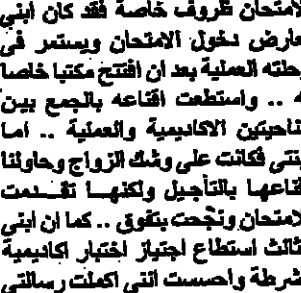 لامتحان ظروف خاصة فقد كان ابني
عارض دخول الامتحان ويستمر في
حلته العملية بعد ان افتتح مكتبا خاصا
ه .. واستطعت اقناعه بالجمع بين
ناحيتين الاكاديمية والعملية .. اما
بنتي فكانت على وشك الزواج وحاولنا
قناعها بالتأجيل ولكنها تقدمت
لامتحان ونجحت بتفوق .. كما ان ابني
ثالث استطاع اجتياز اختبار اكاديمية
شرطة واحسست انني اكملت رسالتي